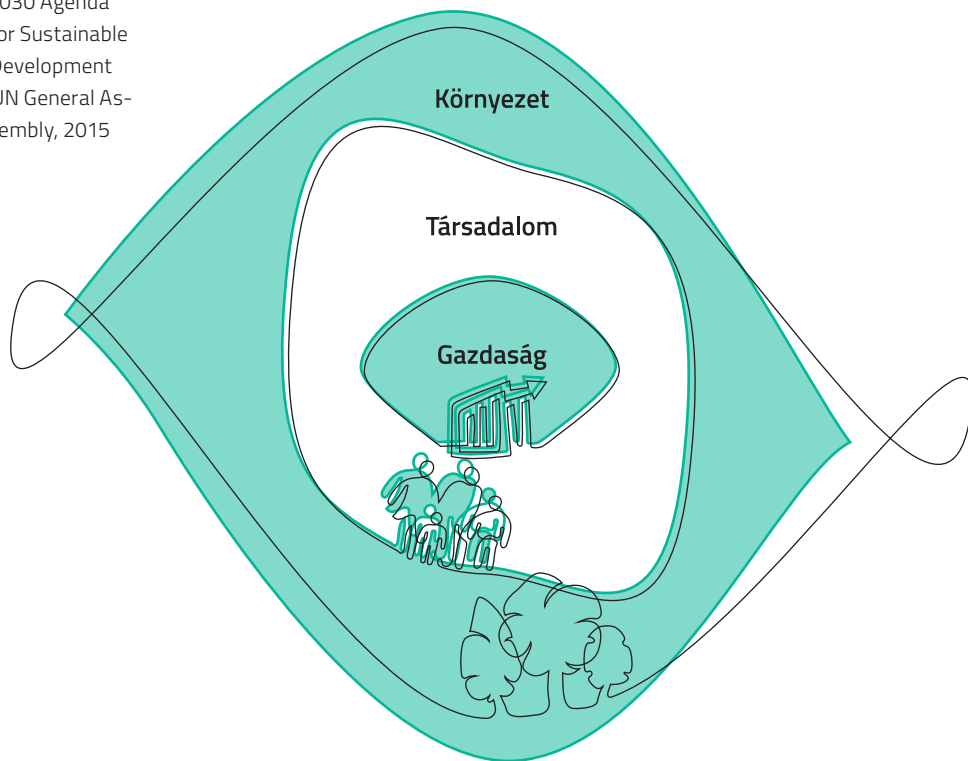 030 Agenda
or Sustainable
Development
UN General As-
embly, 2015
Környezet
Társadalom
Gazdaság